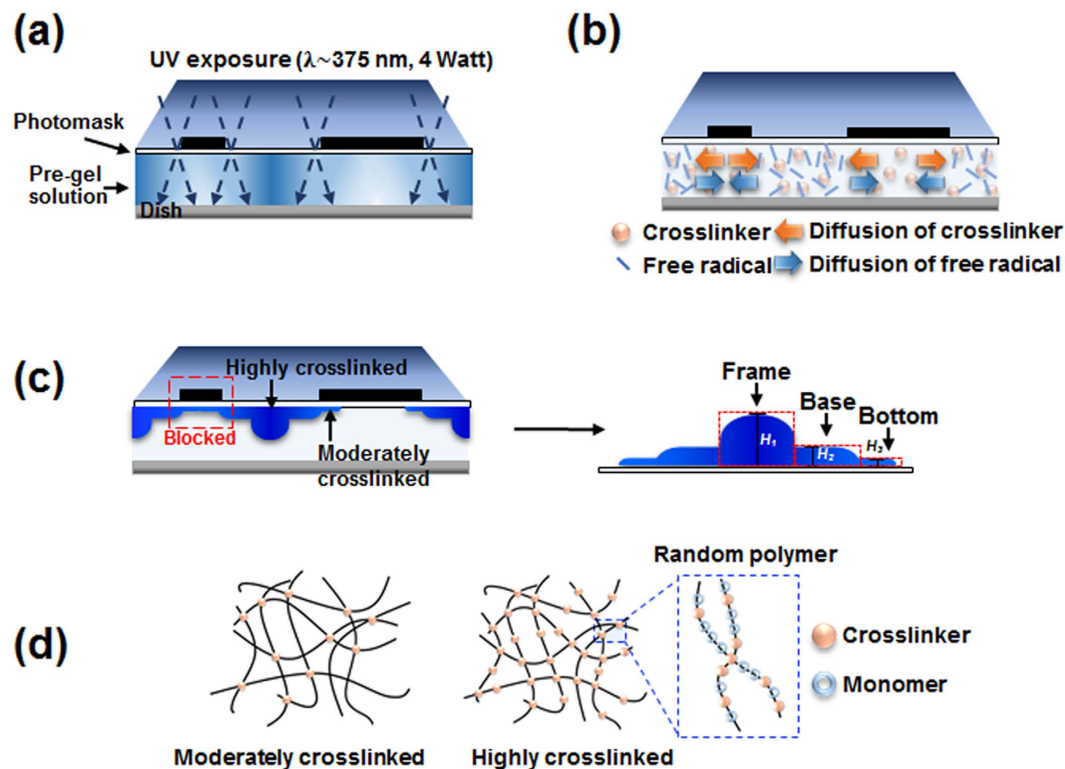 (a)
UV exposure (λ~375 nm, 4 Watt)
Photomask
Pre-gel
solution
Dish
(b)
Crosslinker
Diffusion of crosslinker
Free radical
Diffusion of free radical
(c)
Highly crosslinked
Blocked
Moderately
crosslinked
Frame
Base
Bottom
H₁
H₂
H₃
(d)
Random polymer
Crosslinker
Monomer
Moderately crosslinked
Highly crosslinked